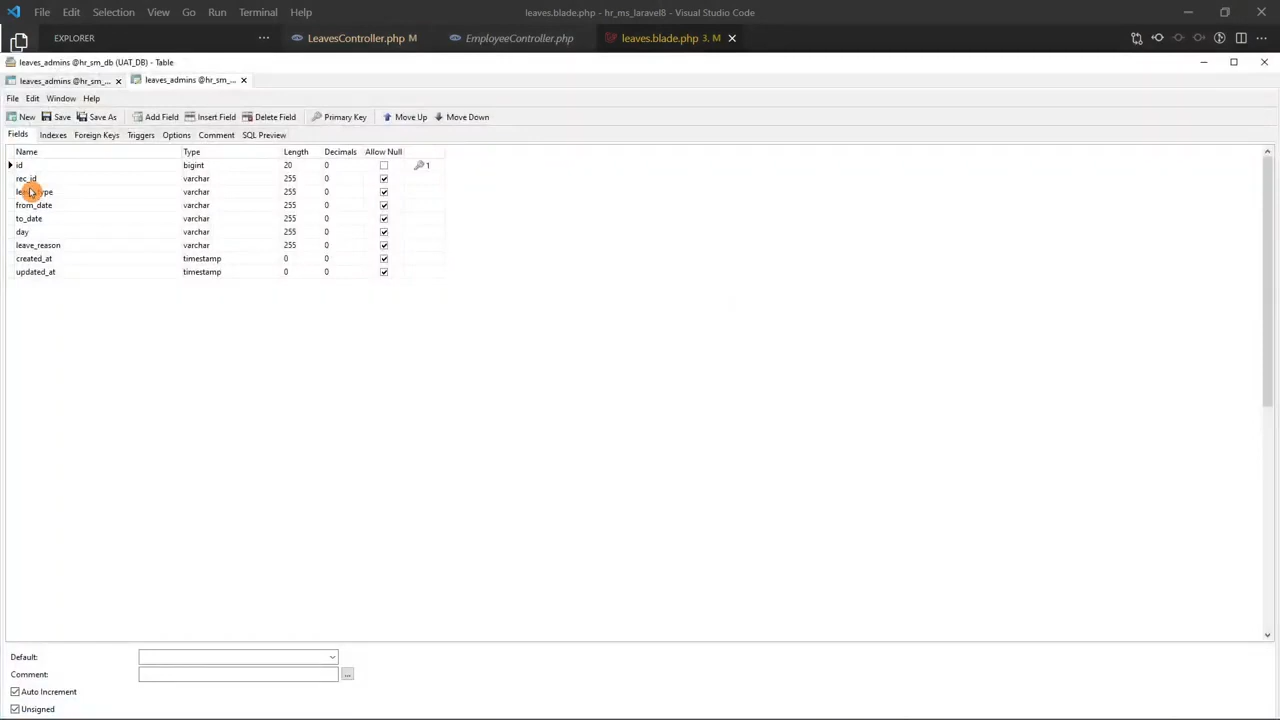 File Edit Selection View Go Run Terminal Help leaves.blade.php - hr_ms_laravel8 - Visual Studio Code
EXPLORER ... LeavesController.php M EmployeeController.php leaves.blade.php 3, M
leaves_admins @hr_sm_db (UAT_DB) - Table
leaves_admins @hr_sm_... leaves_admins @hr_sm_...
File Edit Window Help
New Save Save As Add Field Insert Field Delete Field Primary Key Move Up Move Down
Fields Indexes Foreign Keys Triggers Options Comment SQL Preview
Name Type Length Decimals Allow Null
id bigint 20 0 1
rec_id varchar 255 0
varchar 255 0
from_date varchar 255 0
to_date varchar 255 0
day varchar 255 0
leave_reason varchar 255 0
created_at timestamp 0 0
updated_at timestamp 0 0
Default:
Comment: ...
Auto Increment
Unsigned